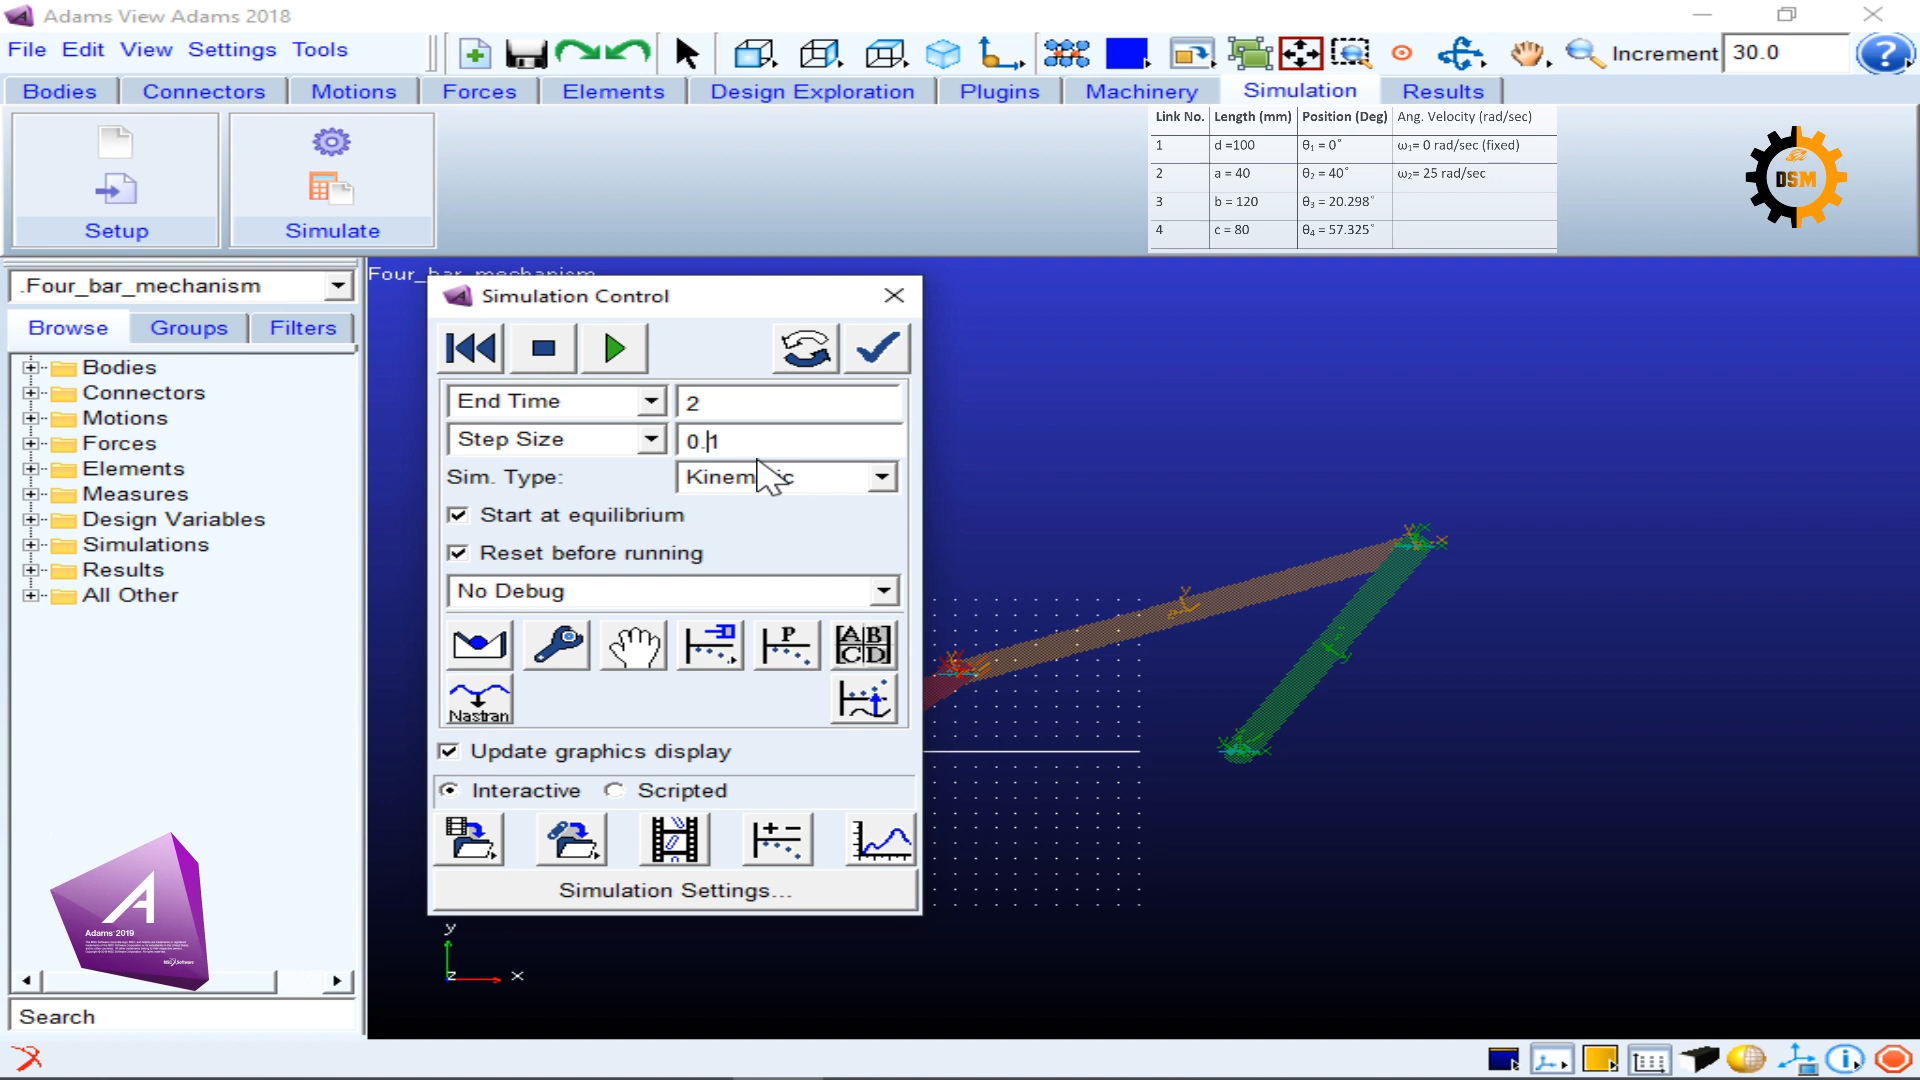 Adams View Adams 2018
File Edit View Settings Tools
Increment 30.0
Bodies Connectors Motions Forces Elements Design Exploration Plugins Machinery Simulation Results
Setup
Simulate
Link No. Length (mm) Position (Deg) Ang. Velocity (rad/sec)
1 d =100 θ₁ = 0° ω₁= 0 rad/sec (fixed)
2 a = 40 θ₂ = 40° ω₂= 25 rad/sec
3 b = 120 θ₃ = 20.298°
4 c = 80 θ₄ = 57.325°
DSM
.Four_bar_mechanism
Browse Groups Filters
Bodies
Connectors
Motions
Forces
Elements
Measures
Design Variables
Simulations
Results
All Other
Adams 2019
MSC Software
Search
Four_bar_mechanism
Simulation Control
End Time 2
Step Size 0.1
Sim. Type:
Start at equilibrium
Reset before running
No Debug
P
A B
C D
Nastran
Update graphics display
Interactive Scripted
Simulation Settings...
y
z x